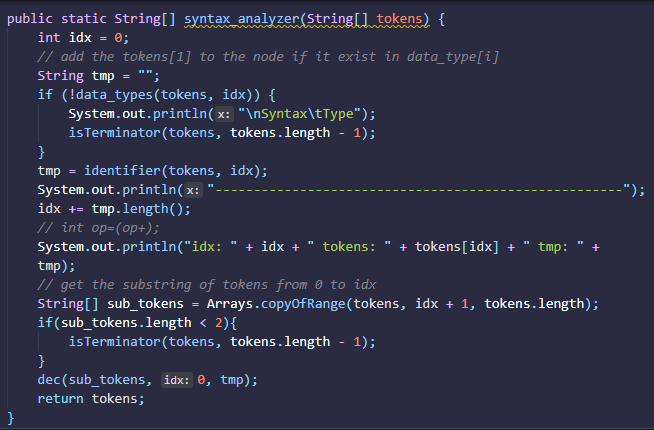 public static String[] syntax_analyzer(String[] tokens) {
int idx = 0;
// add the tokens[1] to the node if it exist in data_type[i]
String tmp = "";
if (!data_types(tokens, idx)) {
System.out.println(x: "\nSyntax\tType");
isTerminator(tokens, tokens.length - 1);
}
tmp = identifier(tokens, idx);
System.out.println(x: "-----------------------------------------------------");
idx += tmp.length();
// int op=(op+);
System.out.println("idx: " + idx + " tokens: " + tokens[idx] + " tmp: " +
tmp);
// get the substring of tokens from 0 to idx
String[] sub_tokens = Arrays.copyOfRange(tokens, idx + 1, tokens.length);
if(sub_tokens.length < 2){
isTerminator(tokens, tokens.length - 1);
}
dec(sub_tokens, idx: 0, tmp);
return tokens;
}